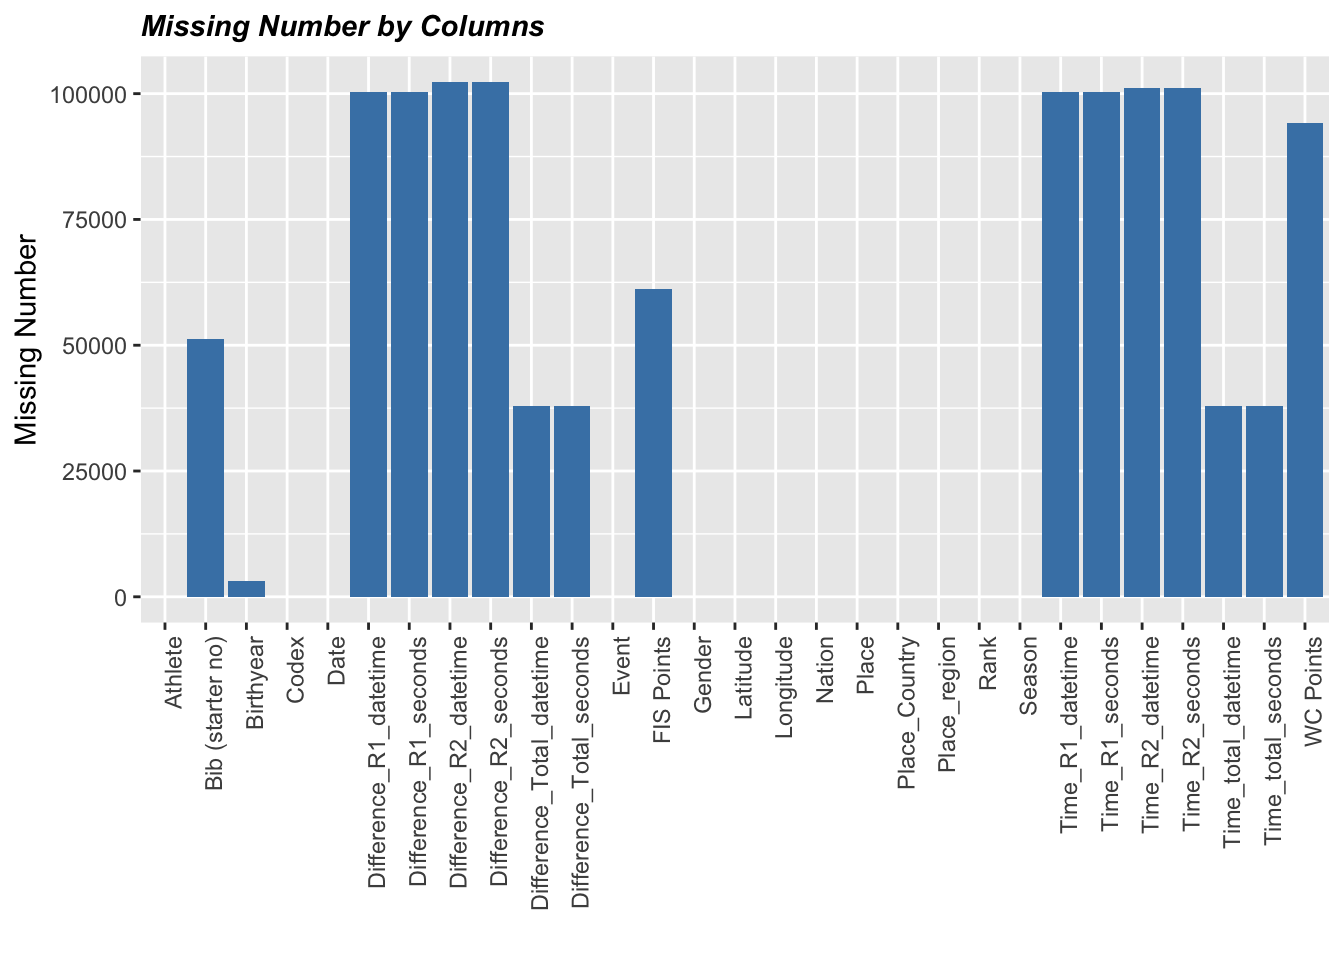 Missing Number by Columns
Missing Number
100000
75000
50000
25000
0
Athlete
Bib (starter no)
Birthyear
Codex
Date
Difference_R1_datetime
Difference_R1_seconds
Difference_R2_datetime
Difference_R2_seconds
Difference_Total_datetime
Difference_Total_seconds
Event
FIS Points
Gender
Latitude
Longitude
Nation
Place
Place_Country
Place_region
Rank
Season
Time_R1_datetime
Time_R1_seconds
Time_R2_datetime
Time_R2_seconds
Time_total_datetime
Time_total_seconds
WC Points